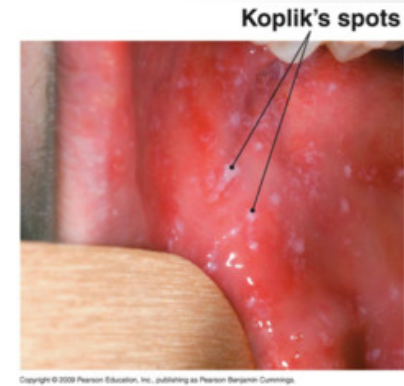 Koplik's spots
Copyright © 2009 Pearson Education, Inc., publishing as Pearson Benjamin Cummings.